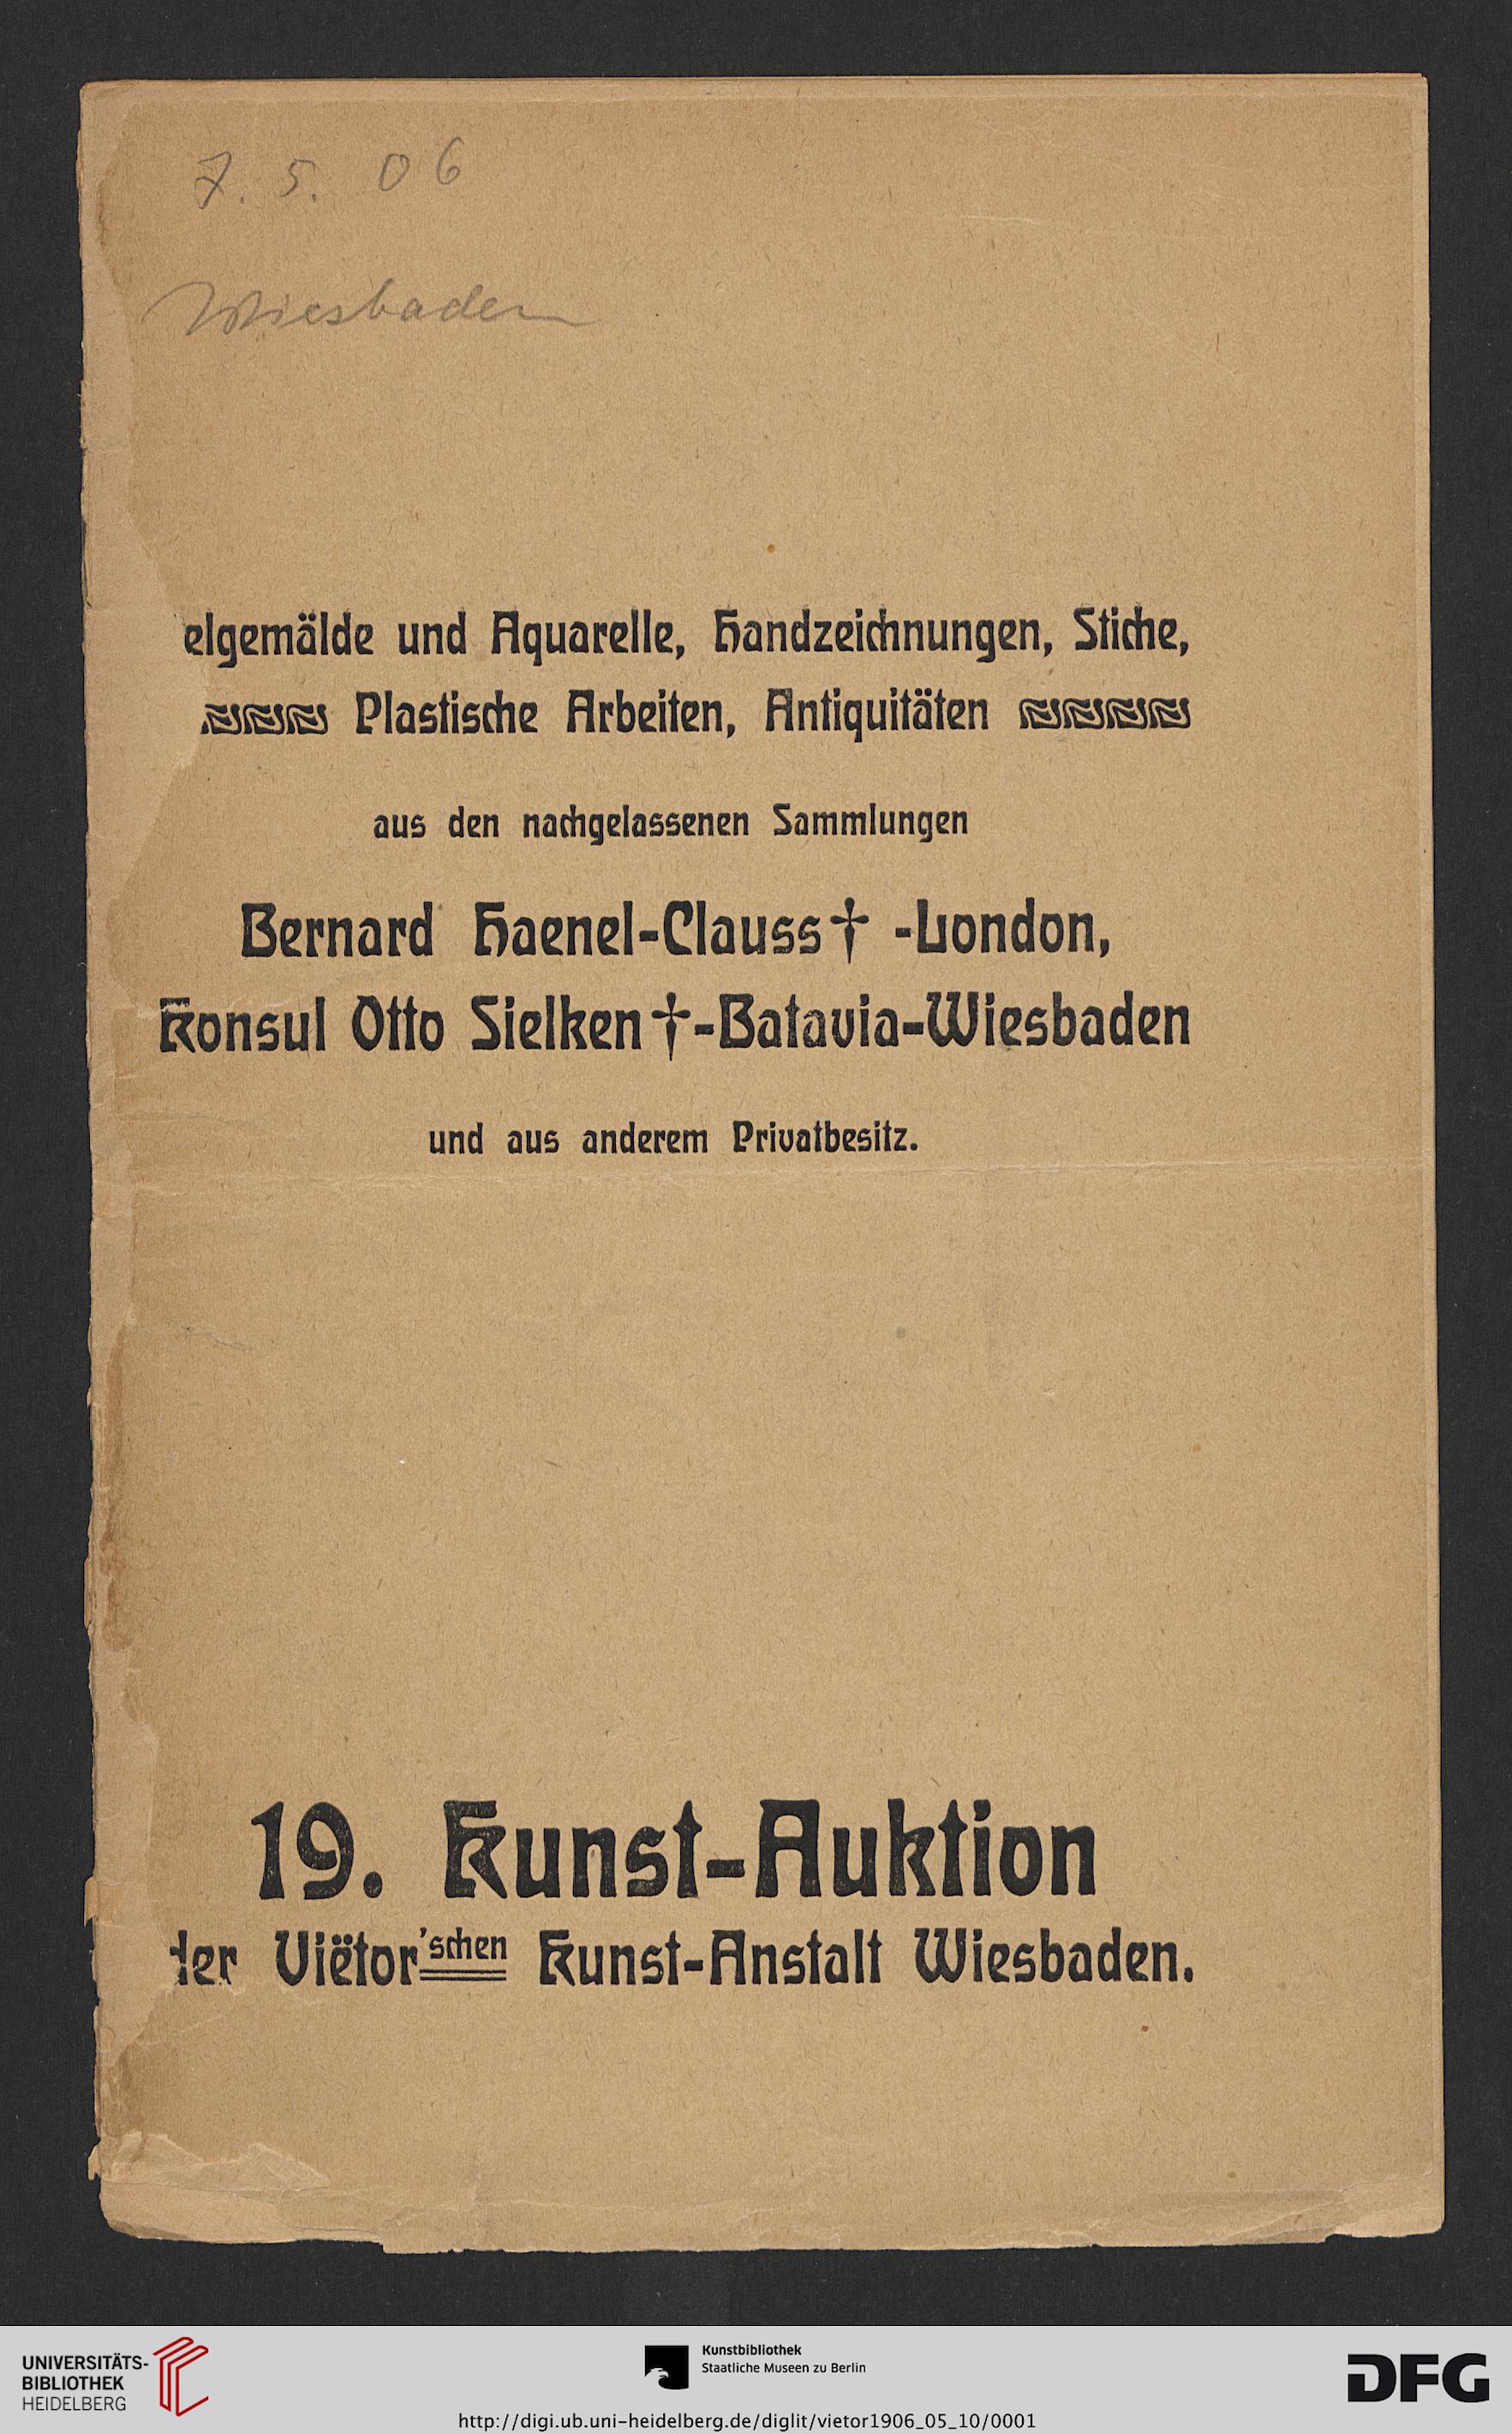 7. 5. 06
Wiesbaden
elgemälde und Aquarelle, Handzeichnungen, Stiche,
Plastische Arbeiten, Antiquitäten
aus den nachgelassenen Sammlungen
Bernard Haenel-Clauss † -London,
Konsul Otto Sielken †-Batavia-Wiesbaden
und aus anderem Privatbesitz.
19. Kunst-Auktion
der Viëtor'schen Kunst-Anstalt Wiesbaden.
UNIVERSITÄTS-
BIBLIOTHEK
HEIDELBERG
Kunstbibliothek
Staatliche Museen zu Berlin
http://digi.ub.uni-heidelberg.de/diglit/vietor1906_05_10/0001
DFG